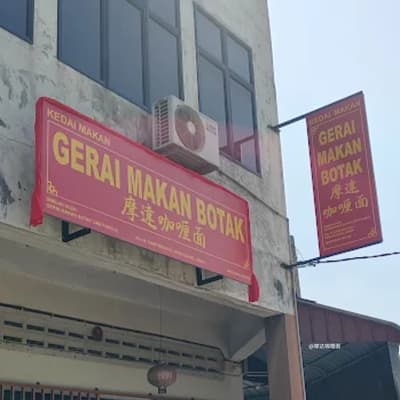 KEDAI MAKAN
GERAI MAKAN BOTAK
摩達咖喱面
KEDAI MAKAN
GERAI
MAKAN
BOTAK
摩達
咖喱面